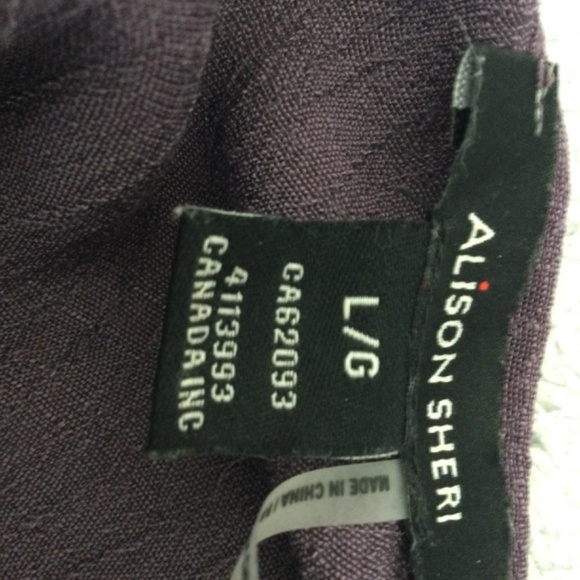 ALiSON SHERI
L/G
CA62093
4113993
CANADA INC
MADE IN CHINA /